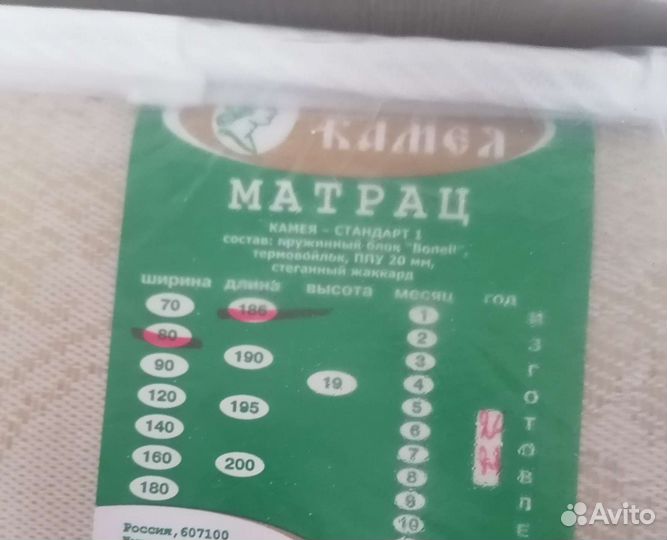 КАМЕЯ
МАТРАЦ
КАМЕЯ – СТАНДАРТ 1
состав: пружинный блок "Bonell"
термовойлок, ППУ 20 мм,
стеганный жаккард
ширина длина высота месяц год
70 186 1
80 2
90 190 3
19 4
120 195 5
140 6
160 200 7
180 8
9
10
ИЗГОТОВЛЕ
Россия, 607100
Avito